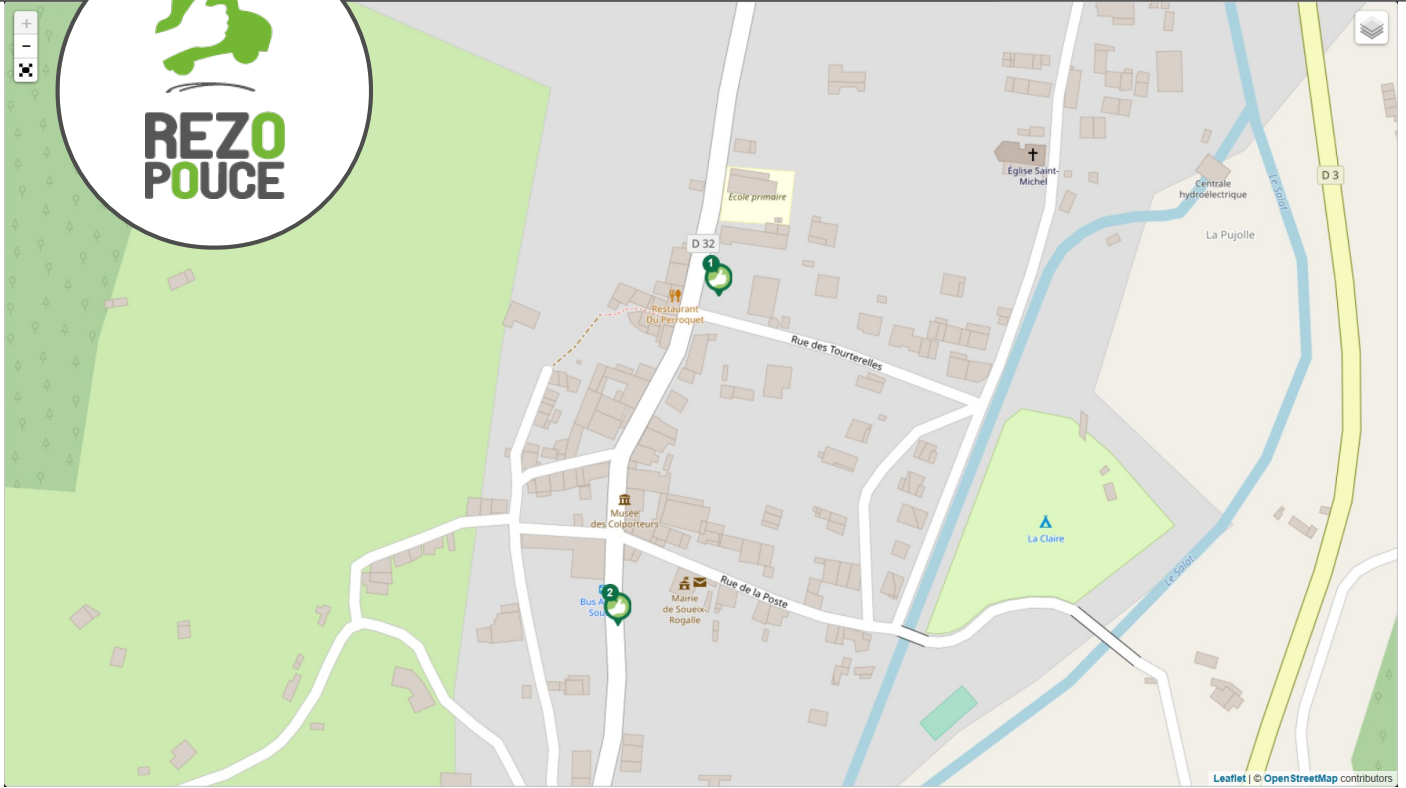 +
−
REZO
POUCE
École primaire
D 32
1
Restaurant
Du Perroquet
Rue des Tourterelles
Église Saint-
Michel
Centrale
hydroélectrique
La Pujolle
Le Salat
D 3
Musée
des Colporteurs
La Claire
Le Salat
2
Bus
Mairie
de Soueix-
Rogalle
Rue de la Poste
Leaflet | © OpenStreetMap contributors